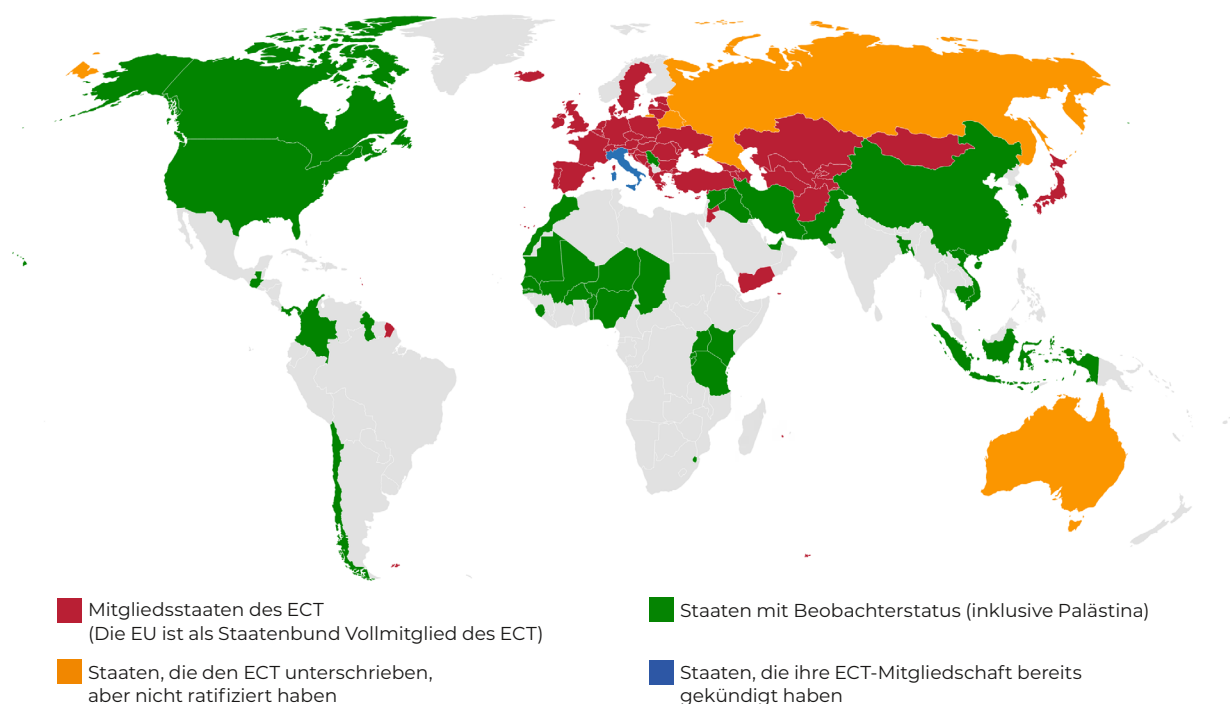 Mitgliedsstaaten des ECT
(Die EU ist als Staatenbund Vollmitglied des ECT)
Staaten, die den ECT unterschrieben,
aber nicht ratifiziert haben
Staaten mit Beobachterstatus (inklusive Palästina)
Staaten, die ihre ECT-Mitgliedschaft bereits
gekündigt haben